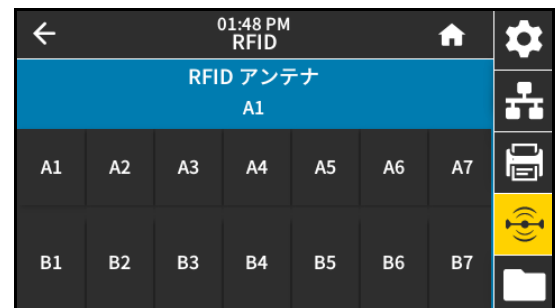 01:48 PM
RFID
RFID アンテナ
A1
A1 A2 A3 A4 A5 A6 A7
B1 B2 B3 B4 B5 B6 B7